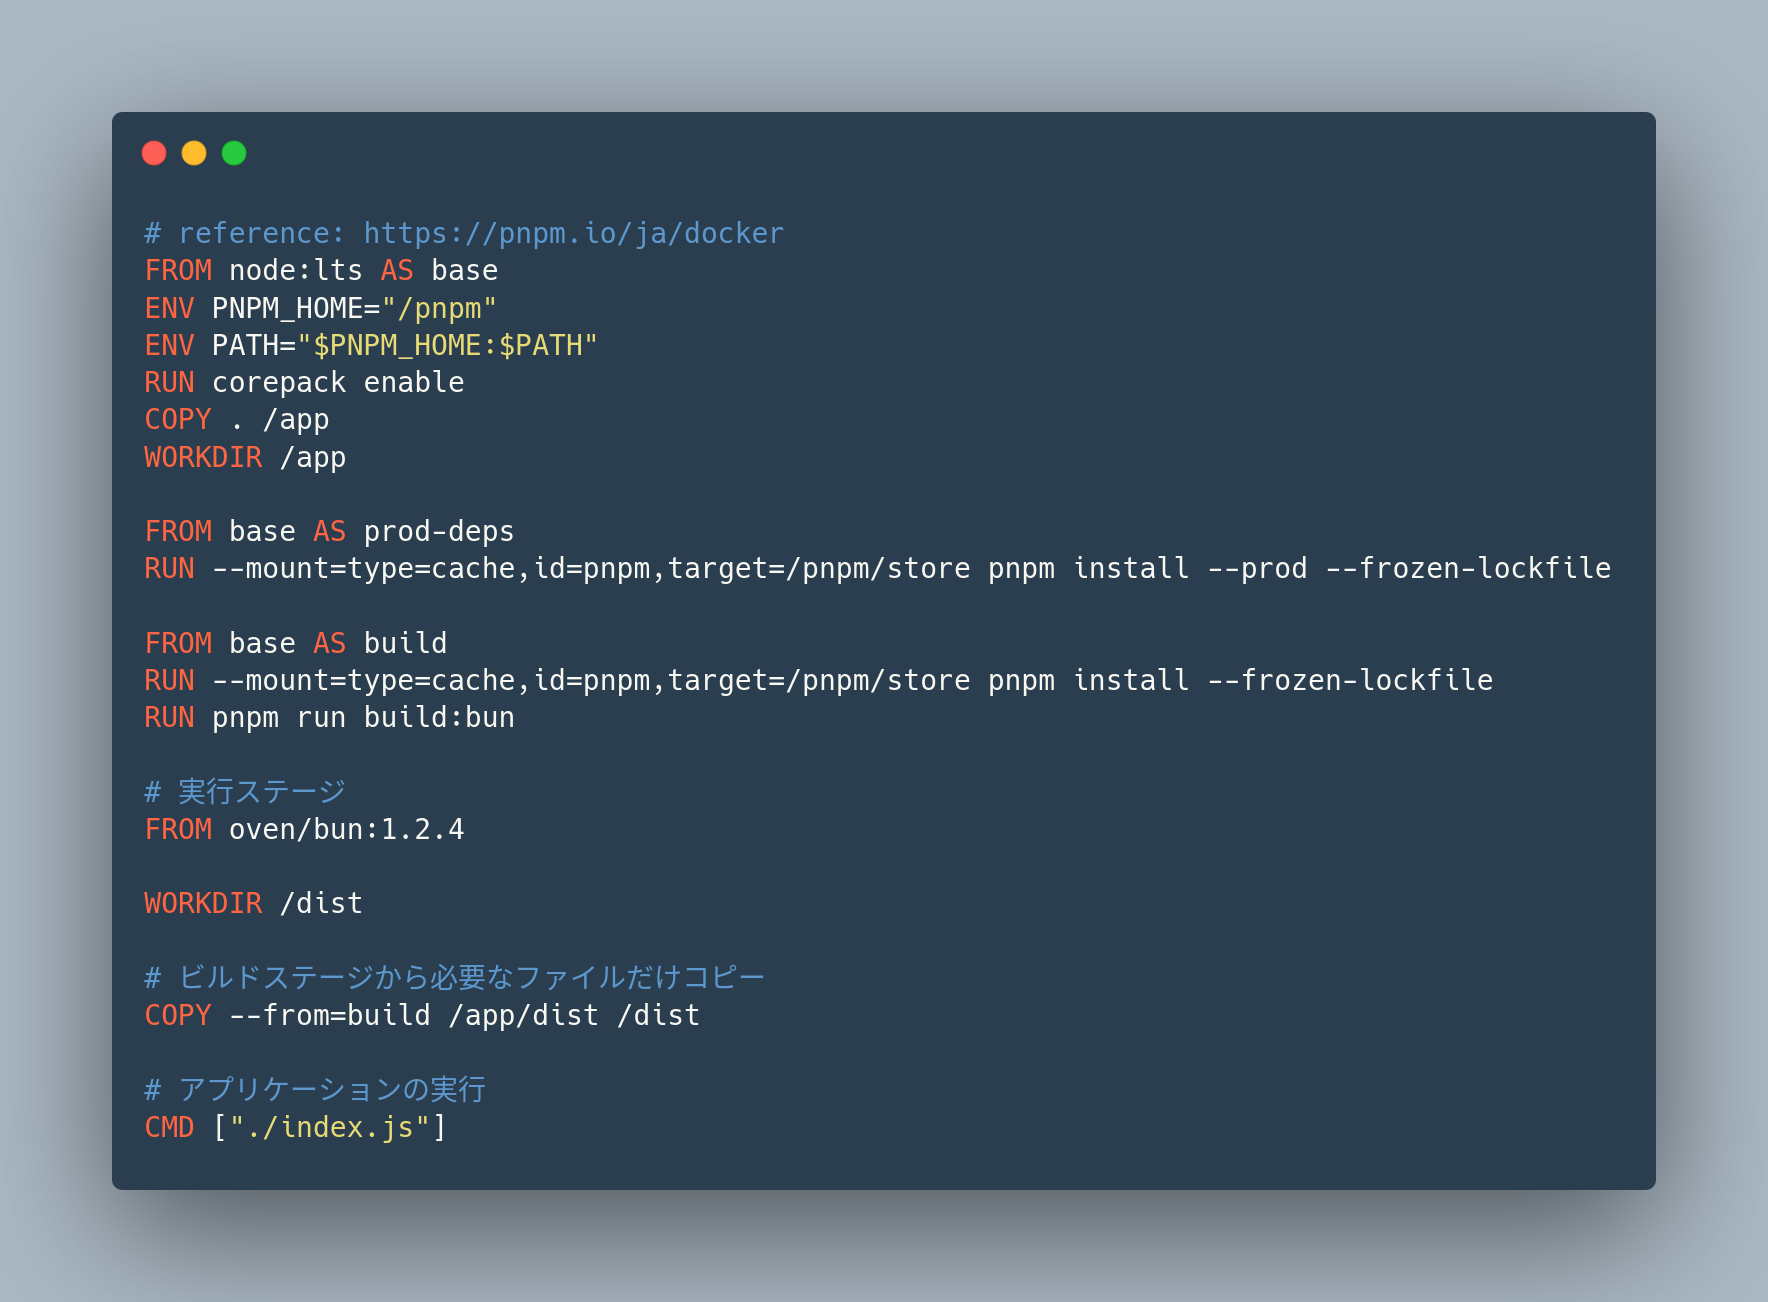 # reference: https://pnpm.io/ja/docker
FROM node:lts AS base
ENV PNPM_HOME="/pnpm"
ENV PATH="$PNPM_HOME:$PATH"
RUN corepack enable
COPY . /app
WORKDIR /app

FROM base AS prod-deps
RUN --mount=type=cache,id=pnpm,target=/pnpm/store pnpm install --prod --frozen-lockfile

FROM base AS build
RUN --mount=type=cache,id=pnpm,target=/pnpm/store pnpm install --frozen-lockfile
RUN pnpm run build:bun

# 実行ステージ
FROM oven/bun:1.2.4

WORKDIR /dist

# ビルドステージから必要なファイルだけコピー
COPY --from=build /app/dist /dist

# アプリケーションの実行
CMD ["./index.js"]